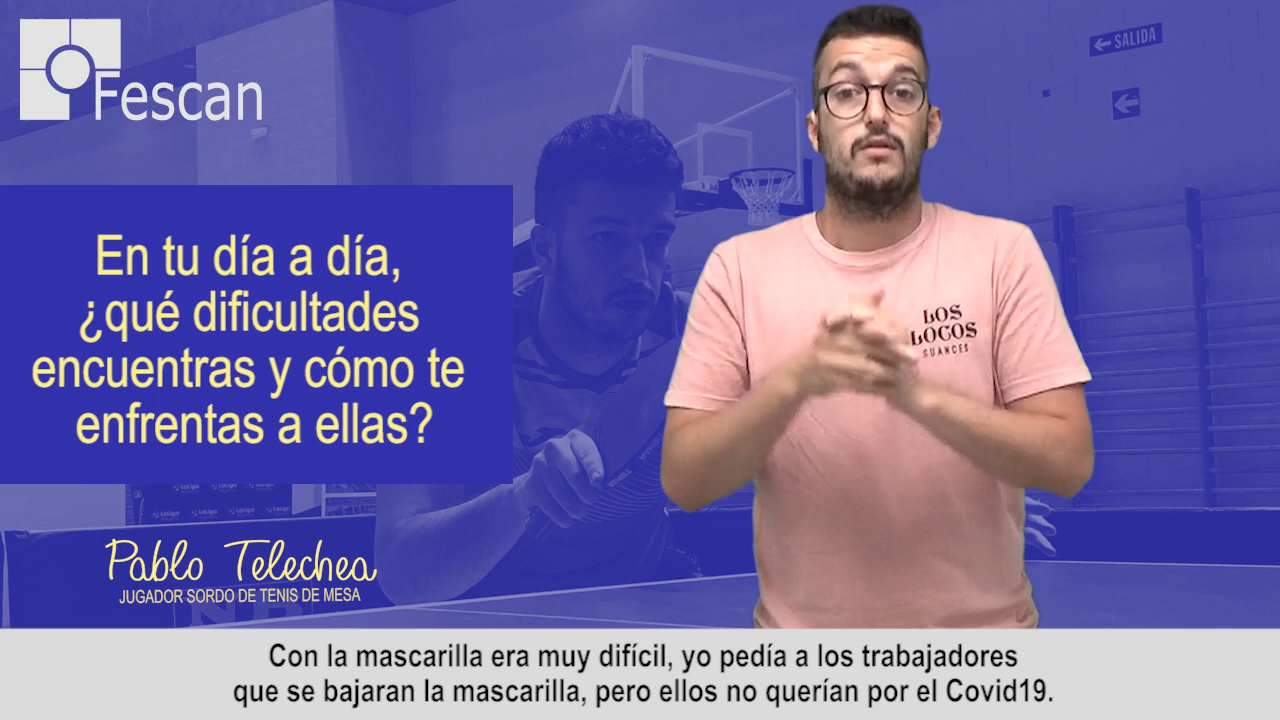 Fescan
SALIDA
En tu día a día,
¿qué dificultades
encuentras y cómo te
enfrentas a ellas?
LOS
LOCOS
SUANCES
Pablo Telechea
JUGADOR SORDO DE TENIS DE MESA
Con la mascarilla era muy difícil, yo pedía a los trabajadores
que se bajaran la mascarilla, pero ellos no querían por el Covid19.